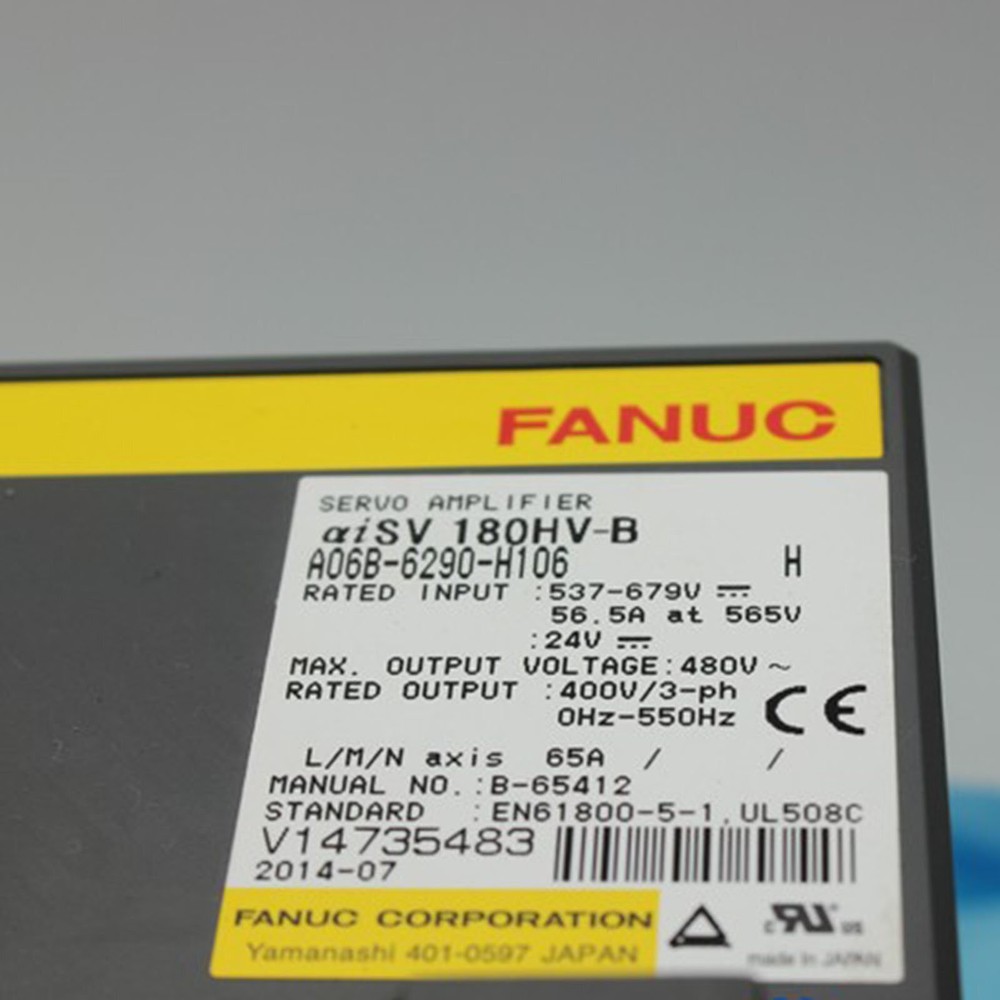 FANUC
SERVO AMPLIFIER
αiSV 180HV-B
A06B-6290-H106 H
RATED INPUT :537-679V ⎓
56.5A at 565V
:24V ⎓
MAX. OUTPUT VOLTAGE:480V ~
RATED OUTPUT :400V/3-ph
0Hz-550Hz CE
L/M/N axis 65A / /
MANUAL NO.:B-65412
STANDARD :EN61800-5-1,UL508C
V14735483
2014-07
FANUC CORPORATION
Yamanashi 401-0597 JAPAN
c RU us
made in JAPAN